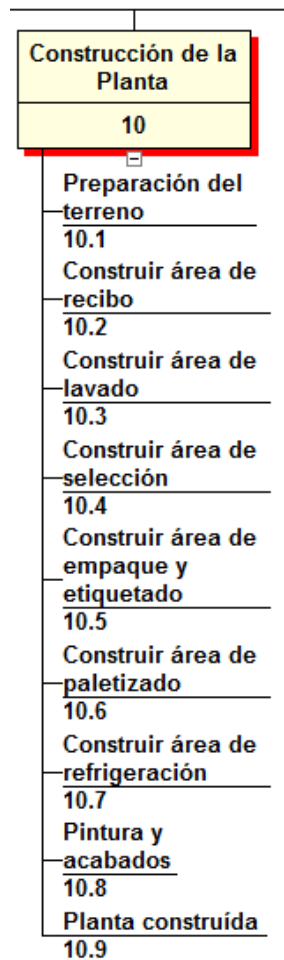 Construcción de la
Planta
10
Preparación del
terreno
10.1
Construir área de
recibo
10.2
Construir área de
lavado
10.3
Construir área de
selección
10.4
Construir área de
empaque y
etiquetado
10.5
Construir área de
paletizado
10.6
Construir área de
refrigeración
10.7
Pintura y
acabados
10.8
Planta construída
10.9